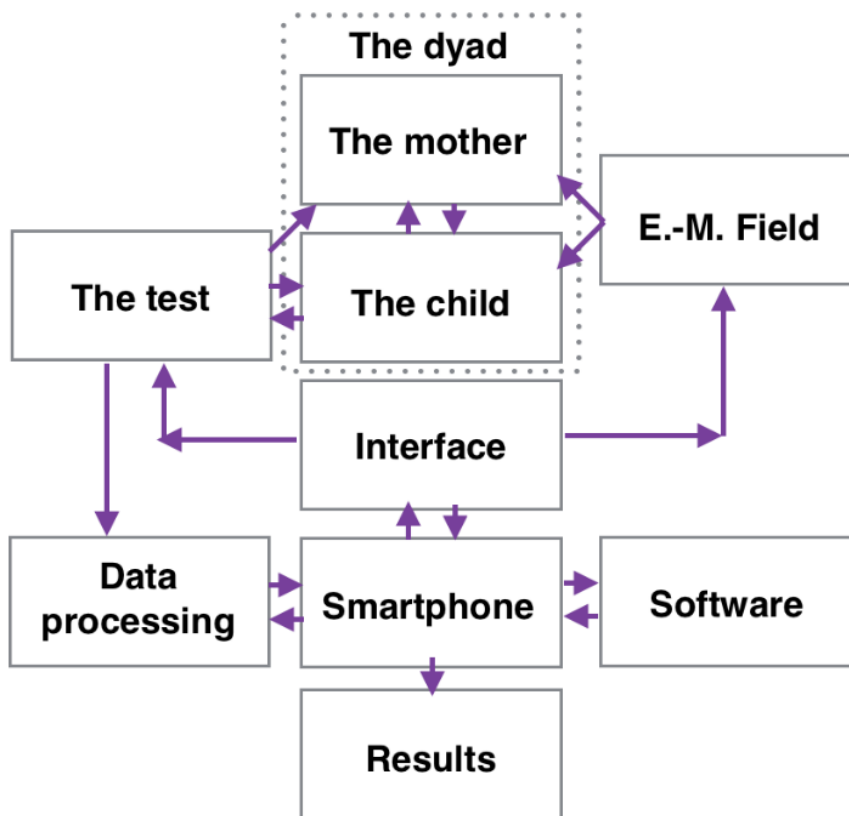 The dyad
The mother
E.-M. Field
The test
The child
Interface
Data
processing
Smartphone
Software
Results